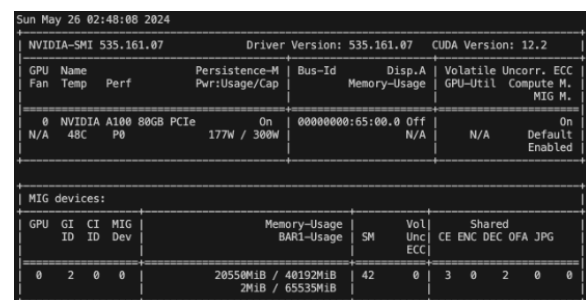 Sun May 26 02:48:08 2024
NVIDIA-SMI 535.161.07 Driver Version: 535.161.07 CUDA Version: 12.2
GPU Name Persistence-M | Bus-Id Disp.A | Volatile Uncorr. ECC
Fan Temp Perf Pwr:Usage/Cap | Memory-Usage | GPU-Util Compute M.
MIG M.
0 NVIDIA A100 80GB PCIe On | 00000000:65:00.0 Off | On
N/A 48C P0 177W / 300W | N/A | N/A Default
Enabled
MIG devices:
GPU GI CI MIG | Memory-Usage | Vol| Shared
ID ID Dev | BAR1-Usage | SM Unc| CE ENC DEC OFA JPG
ECC|
0 2 0 0 | 20550MiB / 40192MiB | 42 0 | 3 0 2 0 0
2MiB / 65535MiB